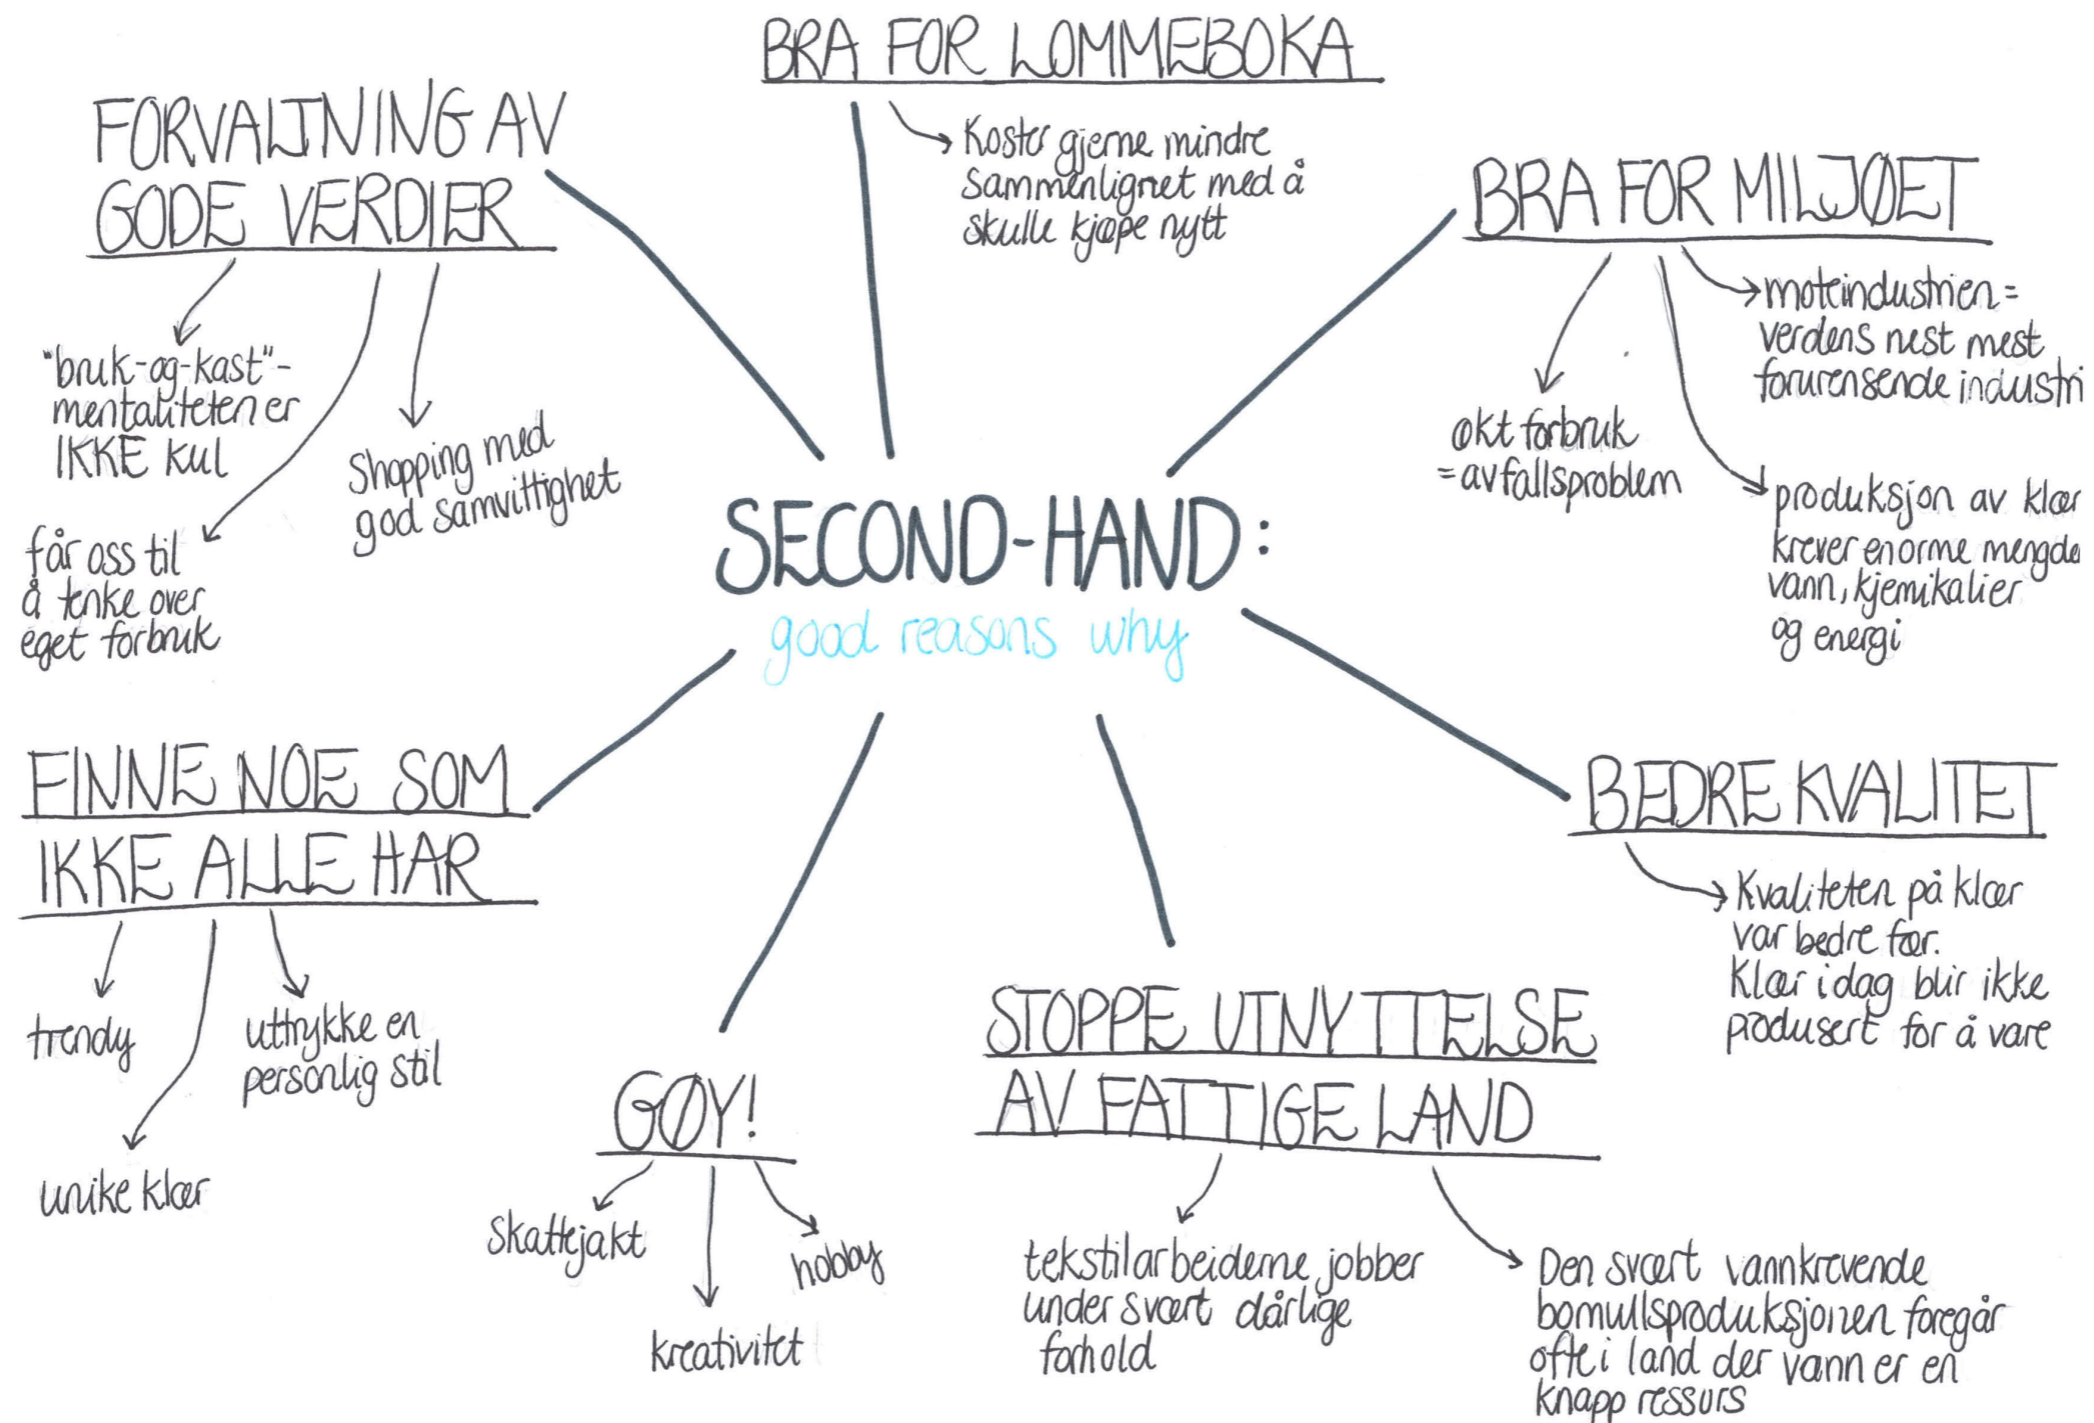 BRA FOR LOMMEBOKA
Koster gjerne mindre
sammenlignet med å
skulle kjøpe nytt
FORVALTNING AV
GODE VERDIER
"bruk-og-kast"-
mentaliteten er
IKKE kul
får oss til
å tenke over
eget forbruk
Shopping med
god samvittighet
BRA FOR MILJØET
moteindustrien =
verdens nest mest
forurensende industri
økt forbruk
= avfallsproblem
produksjon av klær
krever enorme mengde
vann, kjemikalier
og energi
SECOND-HAND:
good reasons why
FINNE NOE SOM
IKKE ALLE HAR
trendy
unike klær
uttrykke en
personlig stil
GØY!
Skattejakt
kreativitet
hobby
STOPPE UTNYTTELSE
AV FATTIGE LAND
tekstilarbeiderne jobber
under svært dårlige
forhold
Den svært vannkrevende
bomullsproduksjonen foregår
ofte i land der vann er en
knapp ressurs
BEDRE KVALITET
Kvaliteten på klær
var bedre før.
Klær i dag blir ikke
produsert for å vare